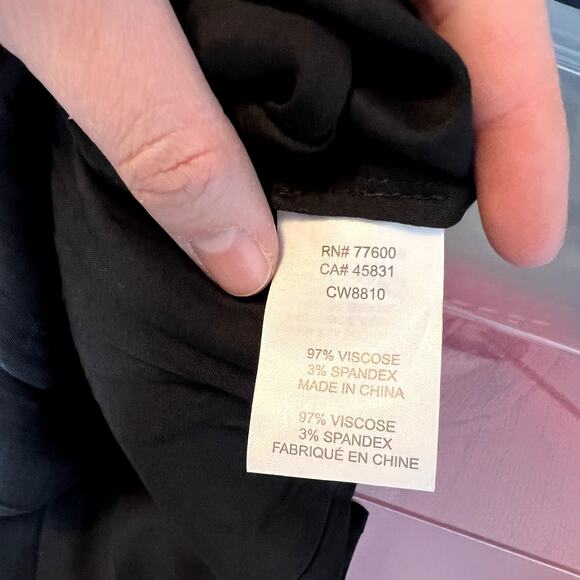 RN# 77600
CA# 45831
CW8810
97% VISCOSE
3% SPANDEX
MADE IN CHINA
97% VISCOSE
3% SPANDEX
FABRIQUÉ EN CHINE